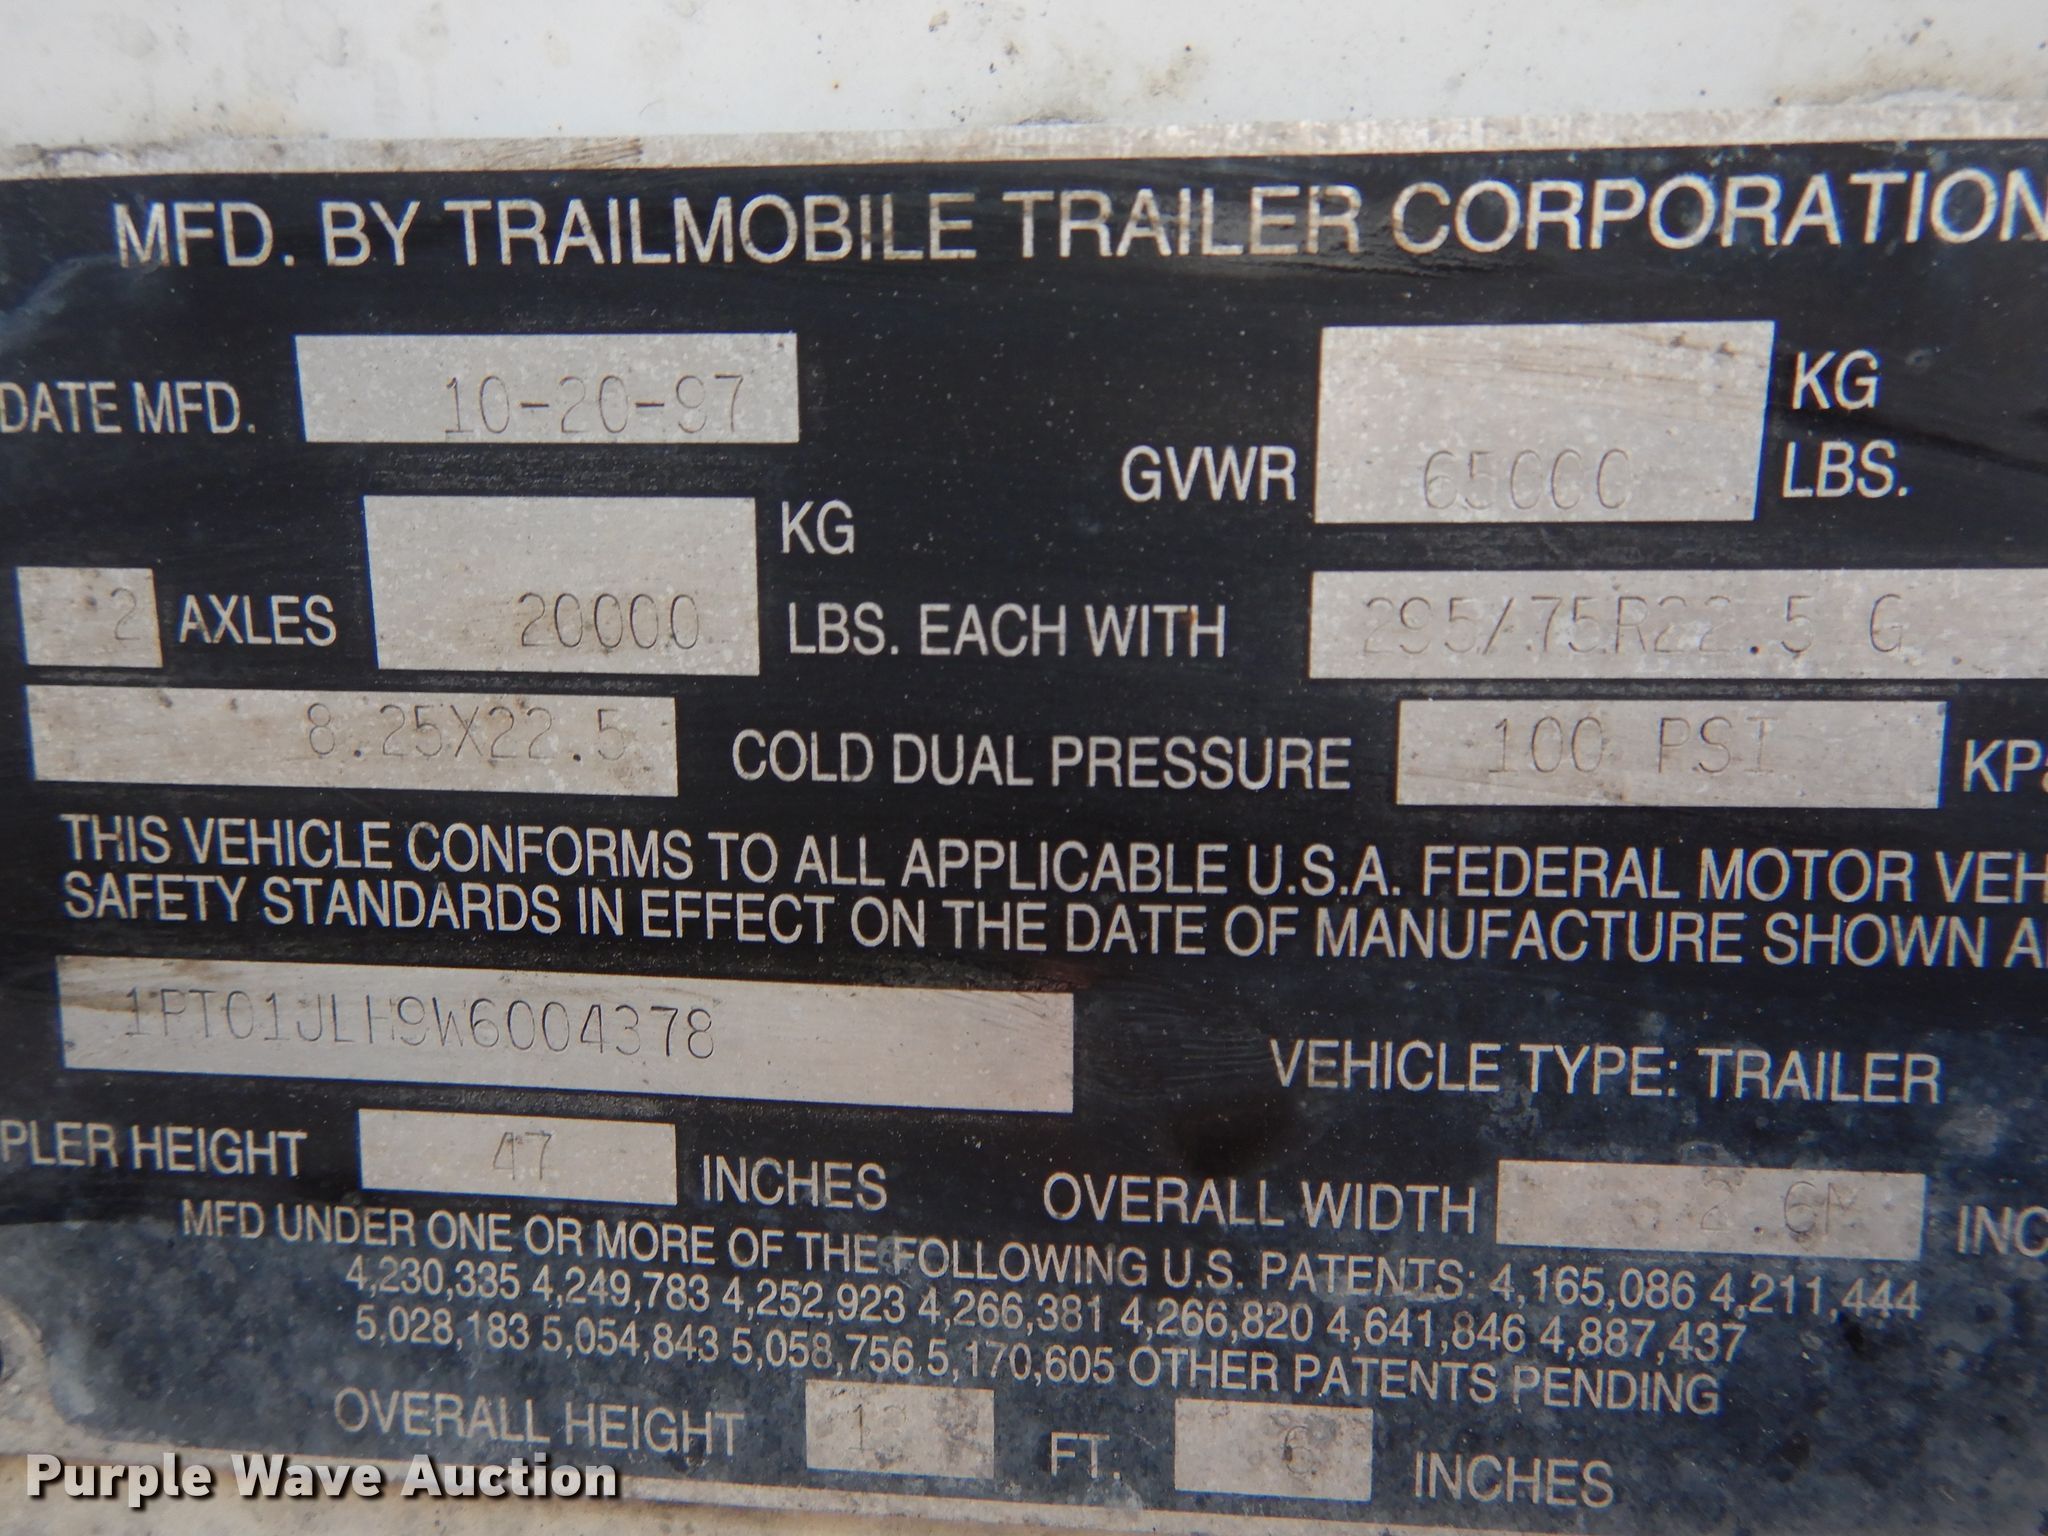 MFD. BY TRAILMOBILE TRAILER CORPORATION
DATE MFD. 10-20-97
GVWR 65000 KG LBS.
2 AXLES 20000 KG LBS. EACH WITH 295/75R22.5 G
8.25X22.5 COLD DUAL PRESSURE 100 PSI
THIS VEHICLE CONFORMS TO ALL APPLICABLE U.S.A. FEDERAL MOTOR VEH
SAFETY STANDARDS IN EFFECT ON THE DATE OF MANUFACTURE SHOWN
1PT01JLH9W6004378
VEHICLE TYPE: TRAILER
PLER HEIGHT 47 INCHES OVERALL WIDTH 2.6M INC
MFD UNDER ONE OR MORE OF THE FOLLOWING U.S. PATENTS: 4,165,086 4,211,444
4,230,335 4,249,783 4,252,923 4,266,381 4,266,820 4,641,846 4,887,437
5,028,183 5,054,843 5,058,756 5,170,605 OTHER PATENTS PENDING
OVERALL HEIGHT 13 FT. 6 INCHES
Purple Wave Auction